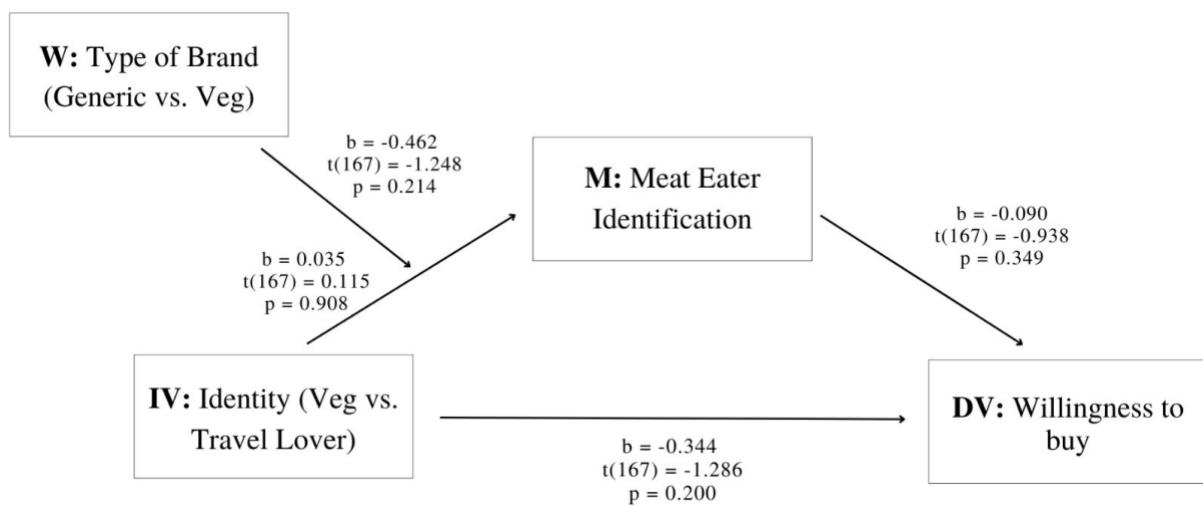 W: Type of Brand
(Generic vs. Veg)
b = -0.462
t(167) = -1.248
p = 0.214
M: Meat Eater
Identification
b = -0.090
t(167) = -0.938
p = 0.349
b = 0.035
t(167) = 0.115
p = 0.908
IV: Identity (Veg vs.
Travel Lover)
b = -0.344
t(167) = -1.286
p = 0.200
DV: Willingness to
buy